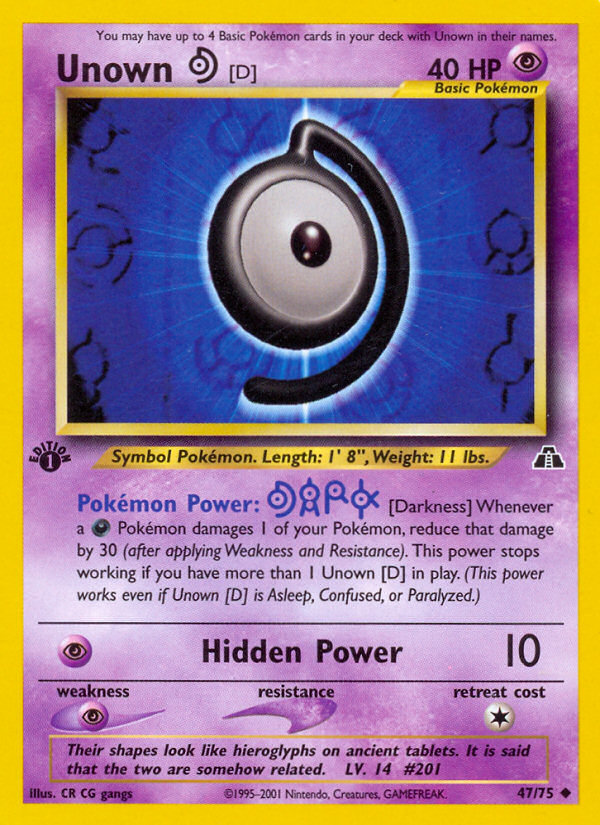 You may have up to 4 Basic Pokémon cards in your deck with Unown in their names.
Unown [D] 40 HP
Basic Pokémon
EDITION
1
Symbol Pokémon. Length: 1' 8", Weight: 11 lbs.
Pokémon Power: DARK [Darkness] Whenever
a Pokémon damages 1 of your Pokémon, reduce that damage
by 30 (after applying Weakness and Resistance). This power stops
working if you have more than 1 Unown [D] in play. (This power
works even if Unown [D] is Asleep, Confused, or Paralyzed.)
Hidden Power 10
weakness resistance retreat cost
Their shapes look like hieroglyphs on ancient tablets. It is said
that the two are somehow related. LV. 14 #201
Illus. CR CG gangs ©1995-2001 Nintendo, Creatures, GAMEFREAK. 47/75